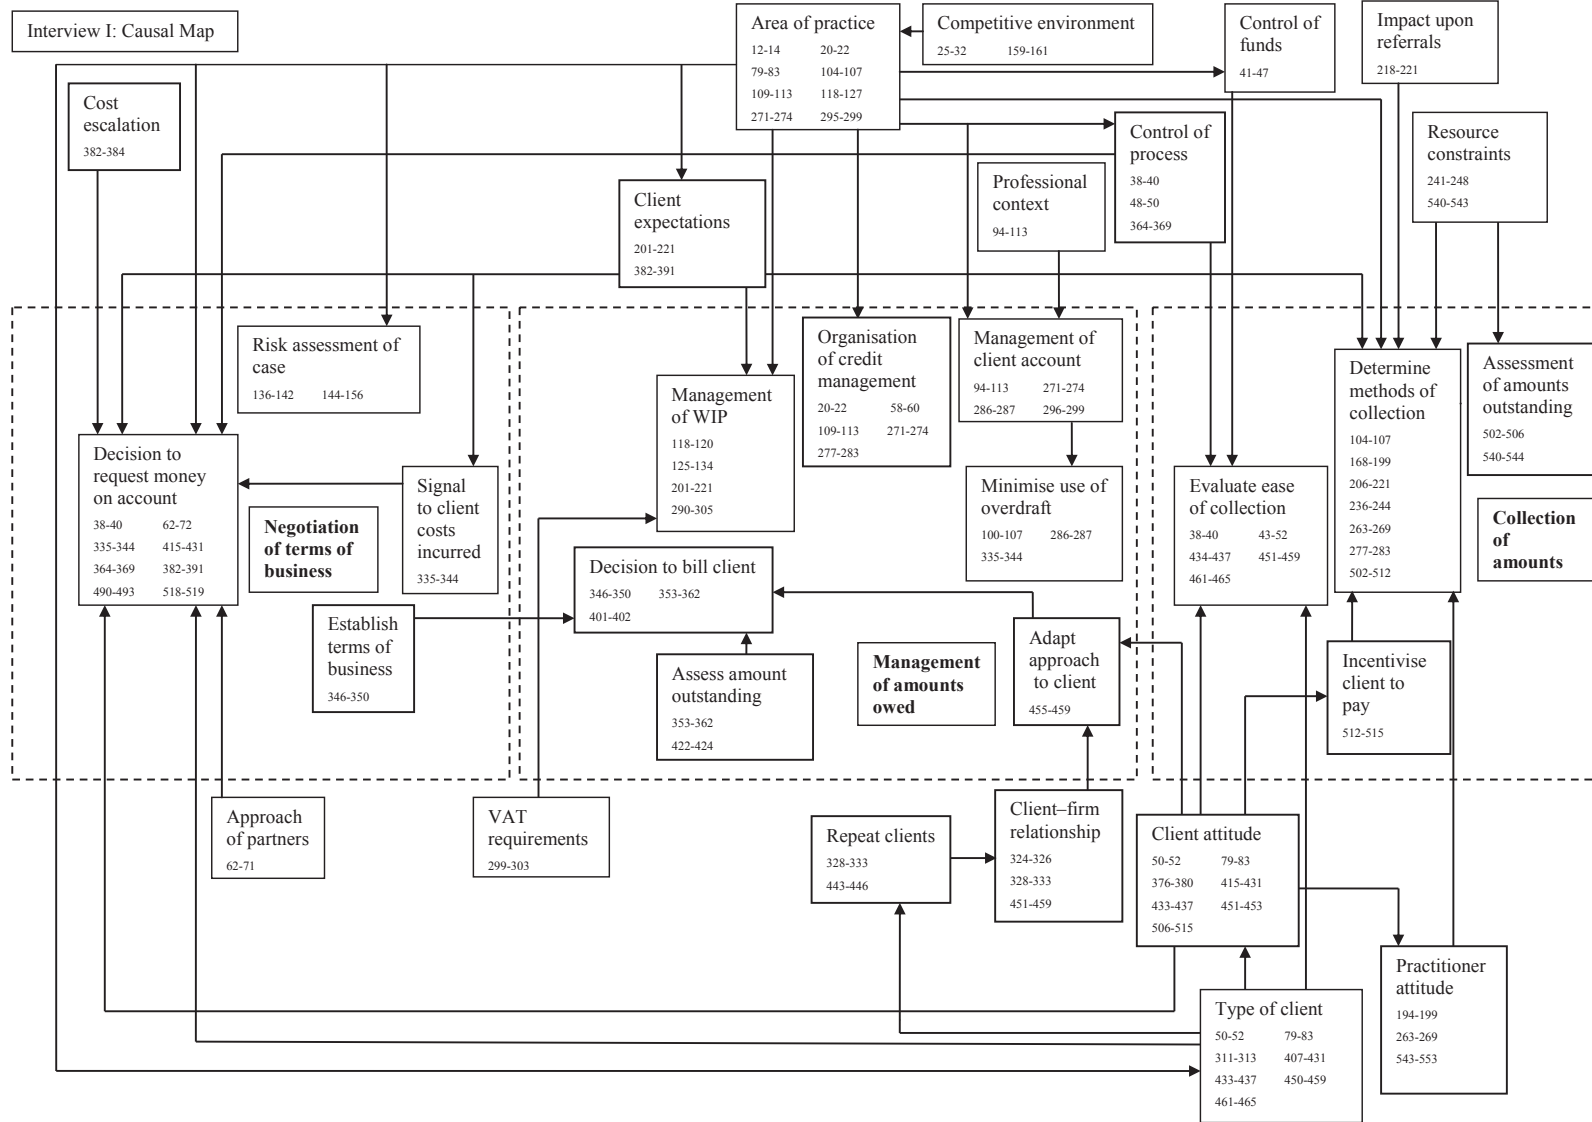 Interview I: Causal Map
Area of practice
12-14 20-22
79-83 104-107
109-113 118-127
271-274 295-299
Competitive environment
25-32 159-161
Control of
funds
41-47
Impact upon
referrals
218-221
Cost
escalation
382-384
Control of
process
38-40
48-50
364-369
Resource
constraints
241-248
540-543
Client
expectations
201-221
382-391
Professional
context
94-113
Risk assessment of
case
136-142 144-156
Organisation
of credit
management
20-22 58-60
109-113 271-274
277-283
Management of
client account
94-113 271-274
286-287 296-299
Determine
methods of
collection
104-107
168-199
206-221
236-244
263-269
277-283
502-512
Assessment
of amounts
outstanding
502-506
540-544
Management
of WIP
118-120
125-134
201-221
290-305
Decision to
request money
on account
38-40 62-72
335-344 415-431
364-369 382-391
490-493 518-519
Signal
to client
costs
incurred
335-344
Negotiation
of terms of
business
Minimise use of
overdraft
100-107 286-287
335-344
Evaluate ease
of collection
38-40 43-52
434-437 451-459
461-465
Collection
of
amounts
Decision to bill client
346-350 353-362
401-402
Establish
terms of
business
346-350
Assess amount
outstanding
353-362
422-424
Management
of amounts
owed
Adapt
approach
to client
455-459
Incentivise
client to
pay
512-515
Approach
of partners
62-71
VAT
requirements
299-303
Repeat clients
328-333
443-446
Client–firm
relationship
324-326
328-333
451-459
Client attitude
50-52 79-83
376-380 415-431
433-437 451-453
506-515
Practitioner
attitude
194-199
263-269
543-553
Type of client
50-52 79-83
311-313 407-431
433-437 450-459
461-465